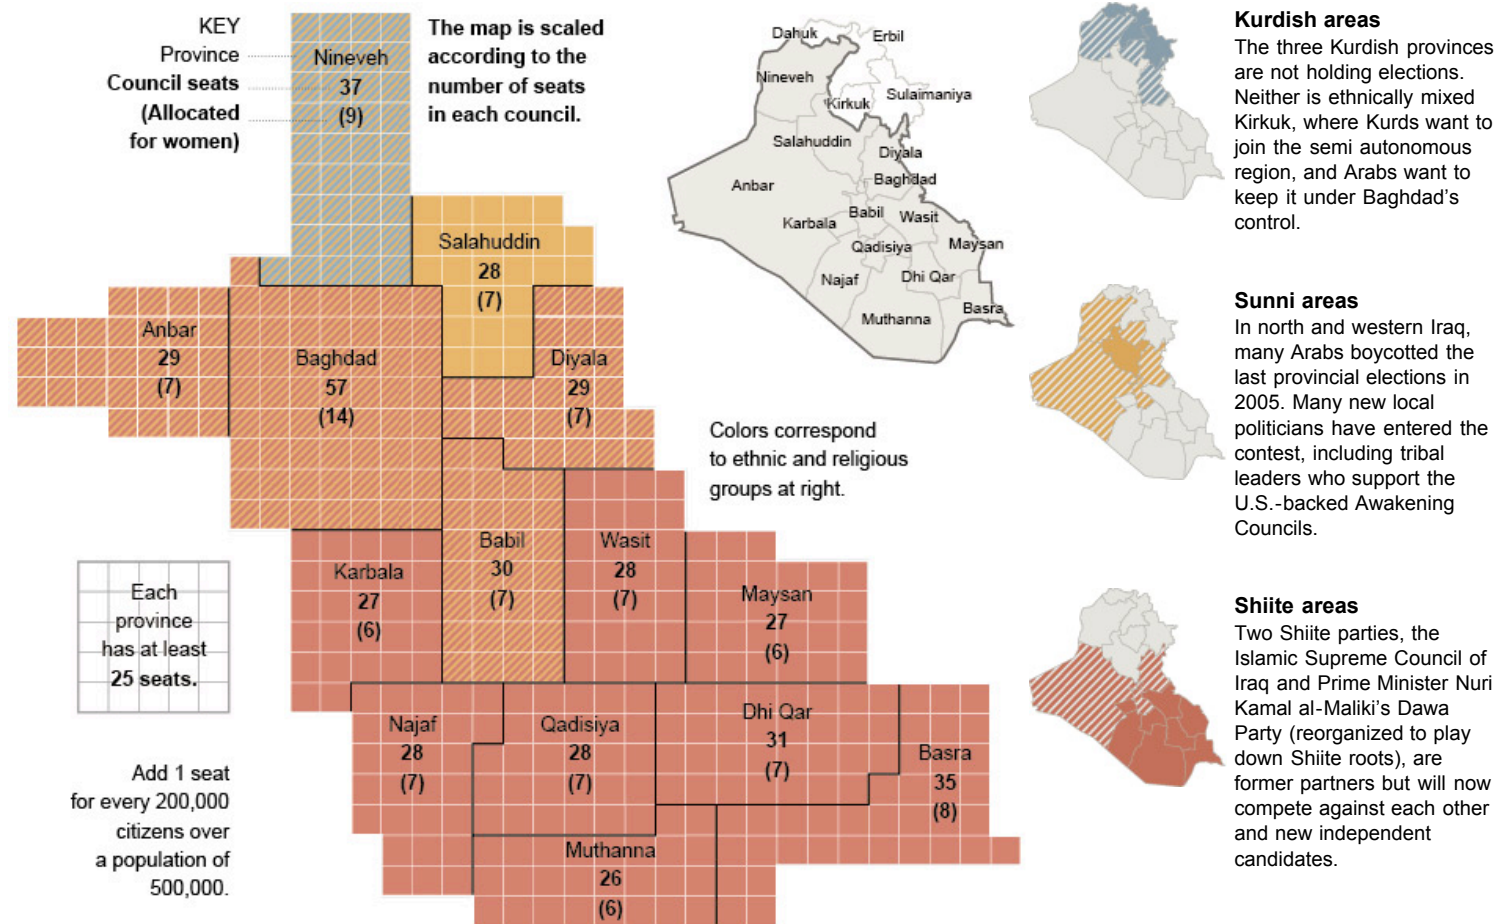 KEY
Province
Council seats
(Allocated
for women)
Nineveh
37
(9)
The map is scaled
according to the
number of seats
in each council.
Salahuddin
28
(7)
Anbar
29
(7)
Baghdad
57
(14)
Diyala
29
(7)
Babil
30
(7)
Wasit
28
(7)
Karbala
27
(6)
Maysan
27
(6)
Najaf
28
(7)
Qadisiya
28
(7)
Dhi Qar
31
(7)
Basra
35
(8)
Muthanna
26
(6)
Each
province
has at least
25 seats.
Add 1 seat
for every 200,000
citizens over
a population of
500,000.
Dahuk
Erbil
Nineveh
Kirkuk
Sulaimaniya
Salahuddin
Diyala
Anbar
Baghdad
Karbala
Babil
Wasit
Qadisiya
Maysan
Najaf
Dhi Qar
Basra
Muthanna
Colors correspond
to ethnic and religious
groups at right.
Kurdish areas
The three Kurdish provinces
are not holding elections.
Neither is ethnically mixed
Kirkuk, where Kurds want to
join the semi autonomous
region, and Arabs want to
keep it under Baghdad's
control.
Sunni areas
In north and western Iraq,
many Arabs boycotted the
last provincial elections in
2005. Many new local
politicians have entered the
contest, including tribal
leaders who support the
U.S.-backed Awakening
Councils.
Shiite areas
Two Shiite parties, the
Islamic Supreme Council of
Iraq and Prime Minister Nuri
Kamal al-Maliki's Dawa
Party (reorganized to play
down Shiite roots), are
former partners but will now
compete against each other
and new independent
candidates.